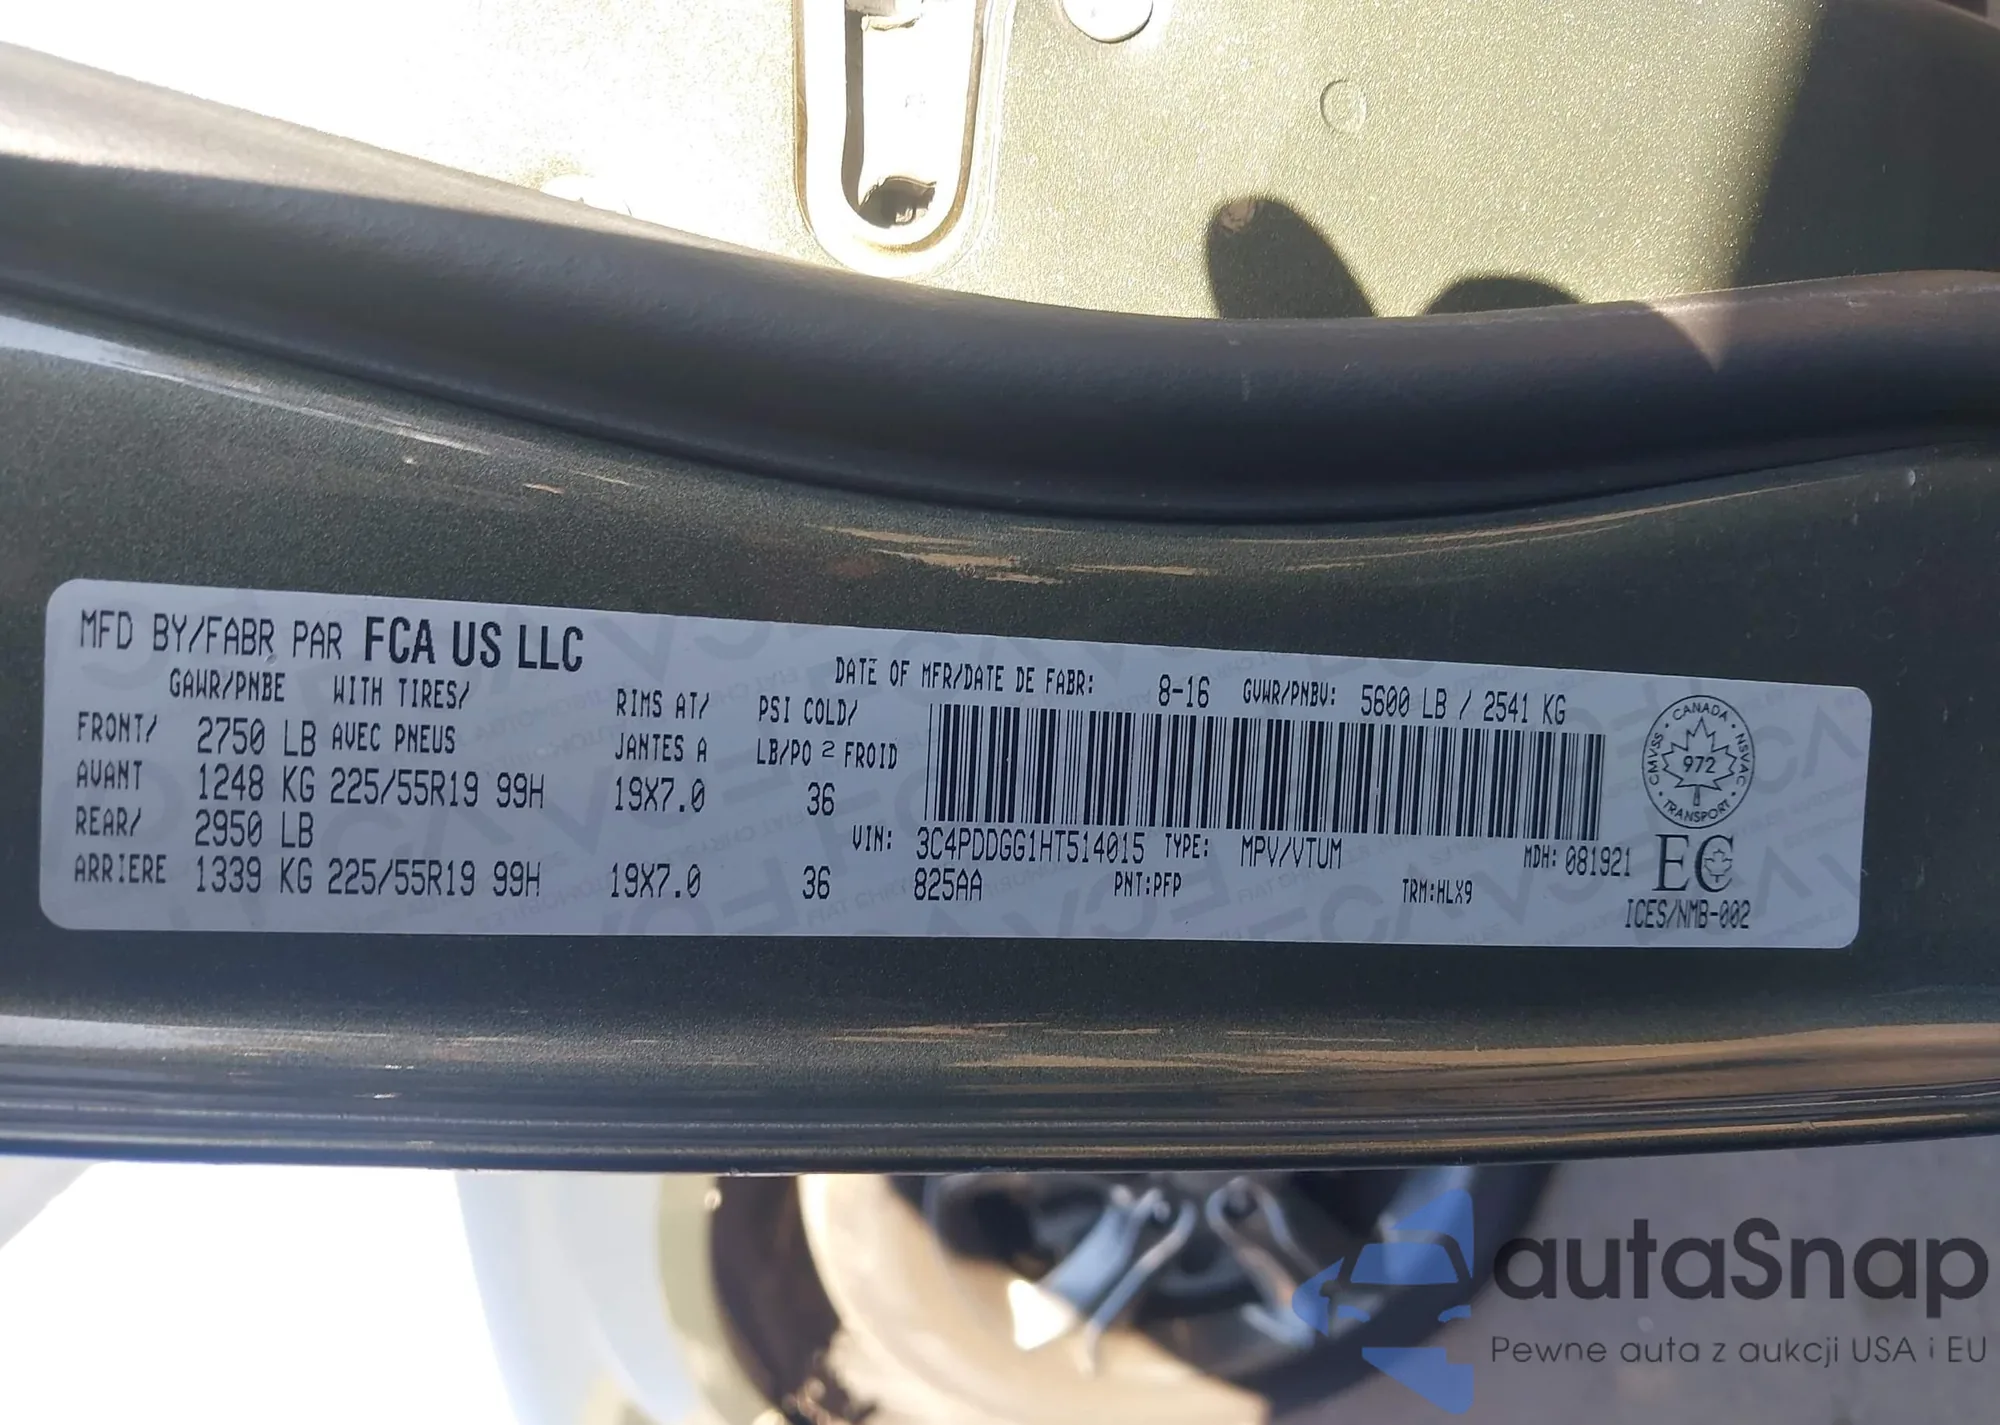 MFD BY/FABR PAR FCA US LLC
DATE OF MFR/DATE DE FABR: 8-16 GVWR/PNBV: 5600 LB / 2541 KG
GAWR/PNBE WITH TIRES/ RIMS AT/ PSI COLD/
FRONT/ 2750 LB AVEC PNEUS JANTES A LB/PO 2 FROID
AVANT 1248 KG 225/55R19 99H 19X7.0 36
REAR/ 2950 LB
ARRIERE 1339 KG 225/55R19 99H 19X7.0 36
VIN: 3C4PDDGG1HT514015 TYPE: MPV/VTUM MDH: 081921
825AA PNT:PFP TRM:HLX9
CANADA
CMVSS 972 NSVAC
TRANSPORT
EC
ICES/NMB-002
autaSnap
Pewne auta z aukcji USA i EU